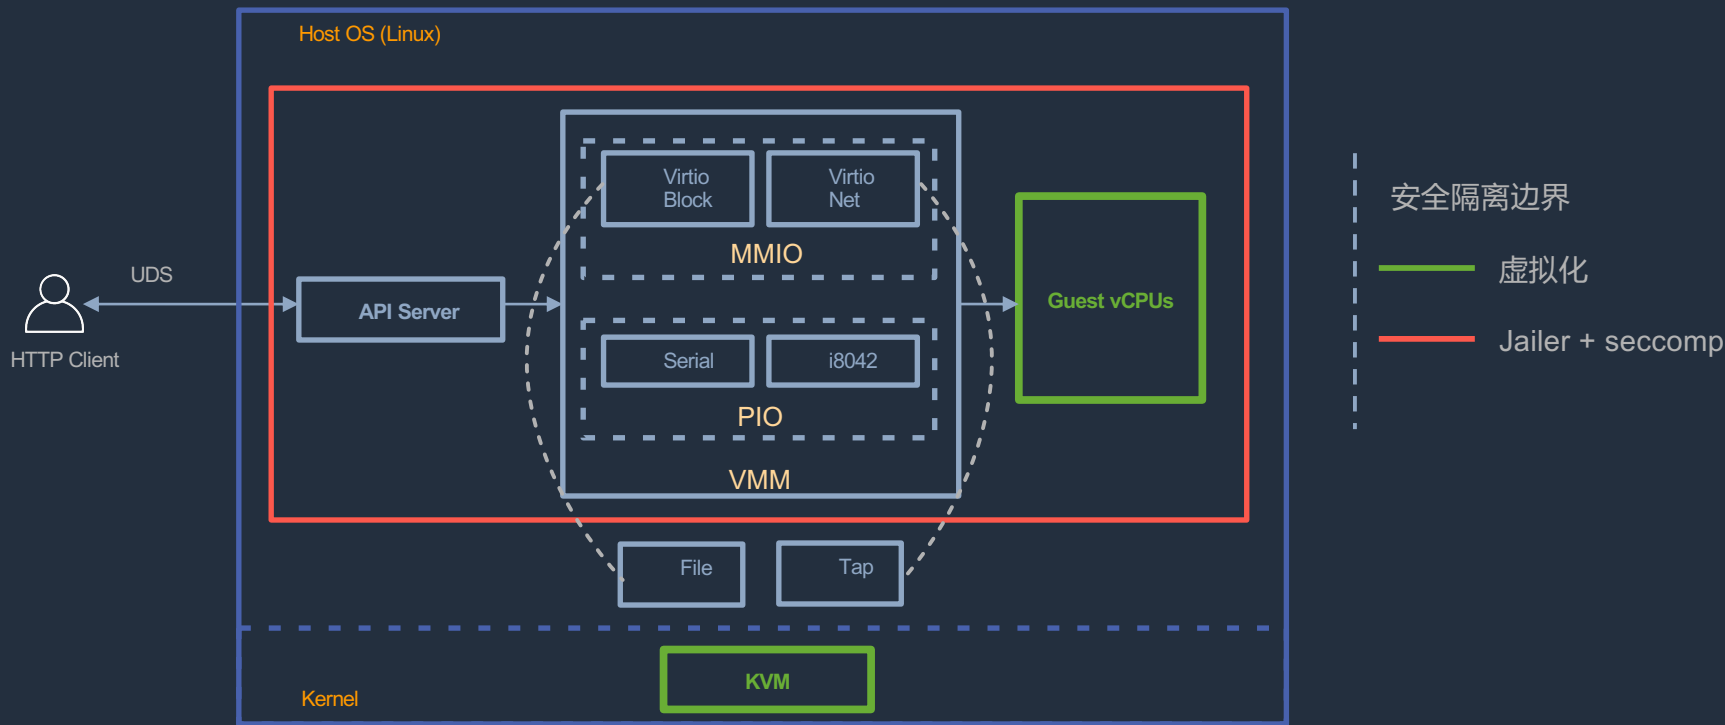 Host OS (Linux)
Virtio
Block
Virtio
Net
MMIO
安全隔离边界
虚拟化
UDS
API Server
Guest vCPUs
Jailer + seccomp
HTTP Client
Serial
i8042
PIO
VMM
File
Tap
KVM
Kernel